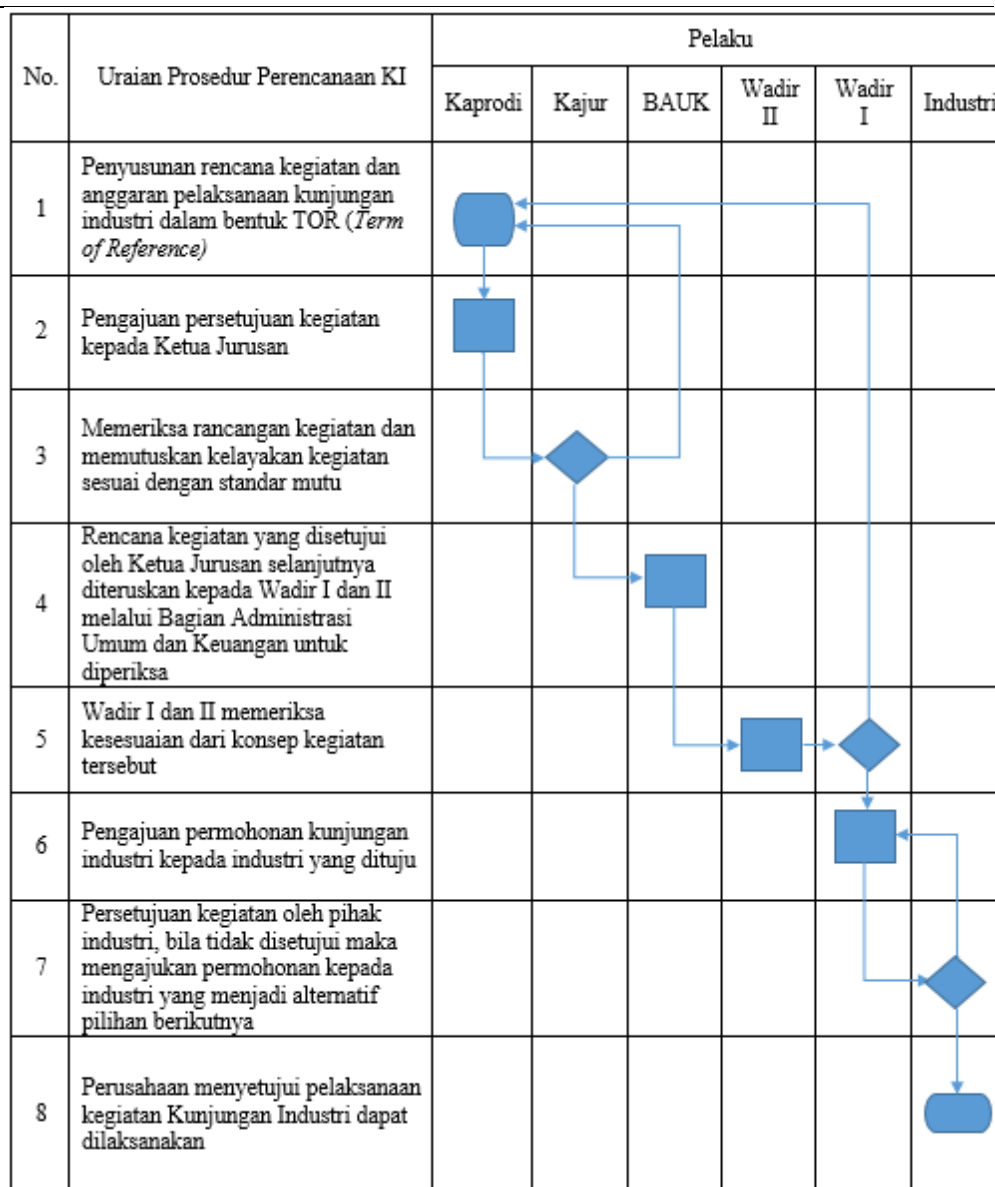 No.
Uraian Prosedur Perencanaan KI
Pelaku
Kaprodi
Kajur
BAUK
Wadir
II
Wadir
I
Industri
1
Penyusunan rencana kegiatan dan
anggaran pelaksanaan kunjungan
industri dalam bentuk TOR (Term
of Reference)
2
Pengajuan persetujuan kegiatan
kepada Ketua Jurusan
3
Memeriksa rancangan kegiatan dan
memutuskan kelayakan kegiatan
sesuai dengan standar mutu
4
Rencana kegiatan yang disetujui
oleh Ketua Jurusan selanjutnya
diteruskan kepada Wadir I dan II
melalui Bagian Administrasi
Umum dan Keuangan untuk
diperiksa
5
Wadir I dan II memeriksa
kesesuaian dari konsep kegiatan
tersebut
6
Pengajuan permohonan kunjungan
industri kepada industri yang dituju
7
Persetujuan kegiatan oleh pihak
industri, bila tidak disetujui maka
mengajukan permohonan kepada
industri yang menjadi alternatif
pilihan berikutnya
8
Perusahaan menyetujui pelaksanaan
kegiatan Kunjungan Industri dapat
dilaksanakan